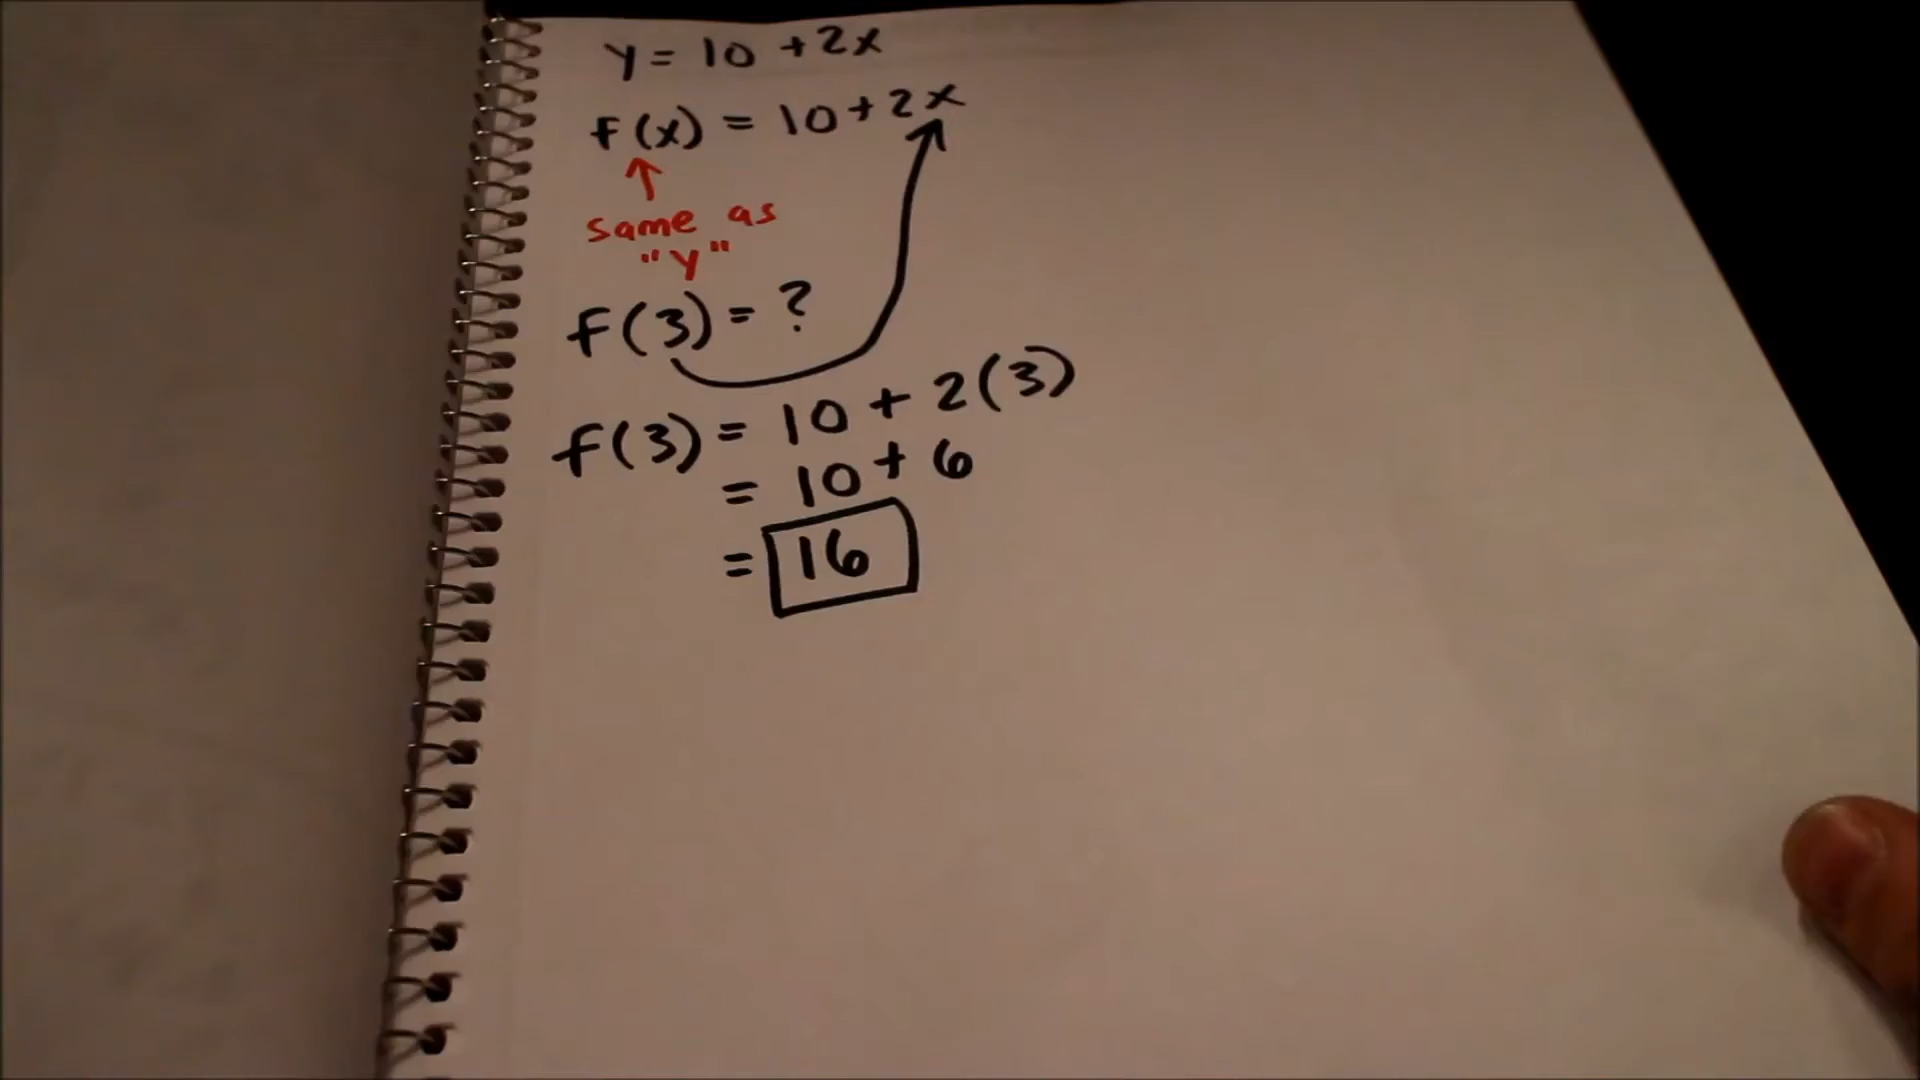 y = 10 + 2x
f(x) = 10 + 2x
same as
"y"
f(3) = ?
f(3) = 10 + 2(3)
= 10 + 6
= 16